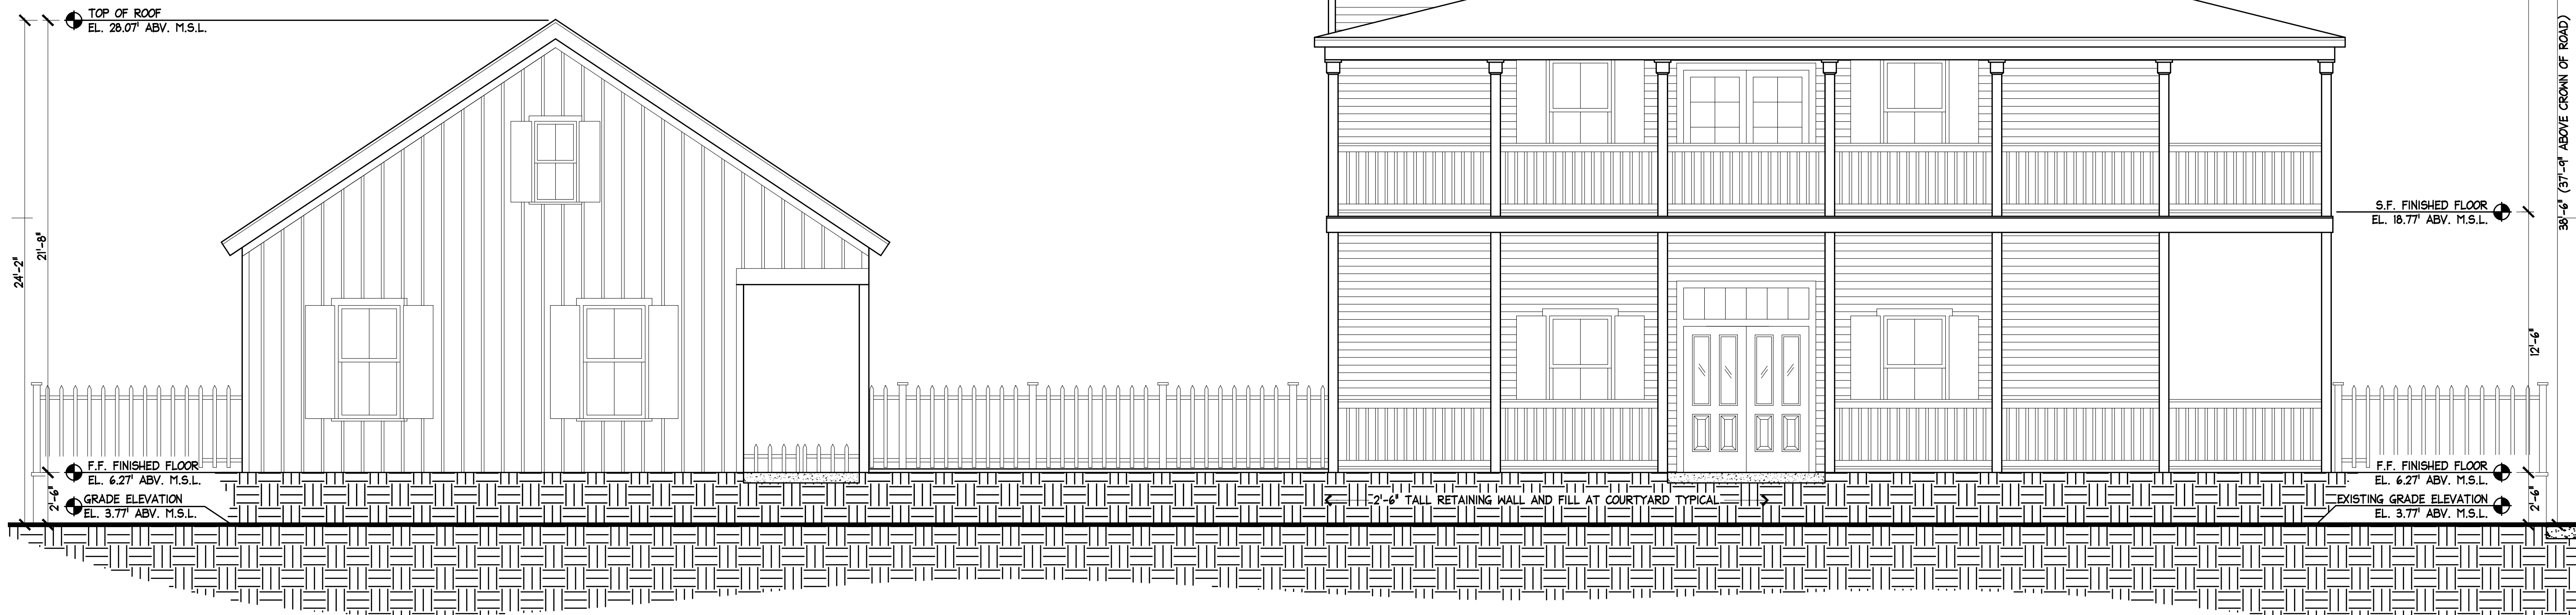 TOP OF ROOF
EL. 28.07' ABV. M.S.L.
24'-2"
21'-8"
F.F. FINISHED FLOOR
EL. 6.27' ABV. M.S.L.
2'-6"
GRADE ELEVATION
EL. 3.77' ABV. M.S.L.
2'-6" TALL RETAINING WALL AND FILL AT COURTYARD TYPICAL
S.F. FINISHED FLOOR
EL. 18.77' ABV. M.S.L.
38'-6" (37'-9" ABOVE CROWN OF ROAD)
12'-6"
F.F. FINISHED FLOOR
EL. 6.27' ABV. M.S.L.
EXISTING GRADE ELEVATION
EL. 3.77' ABV. M.S.L.
2'-6"